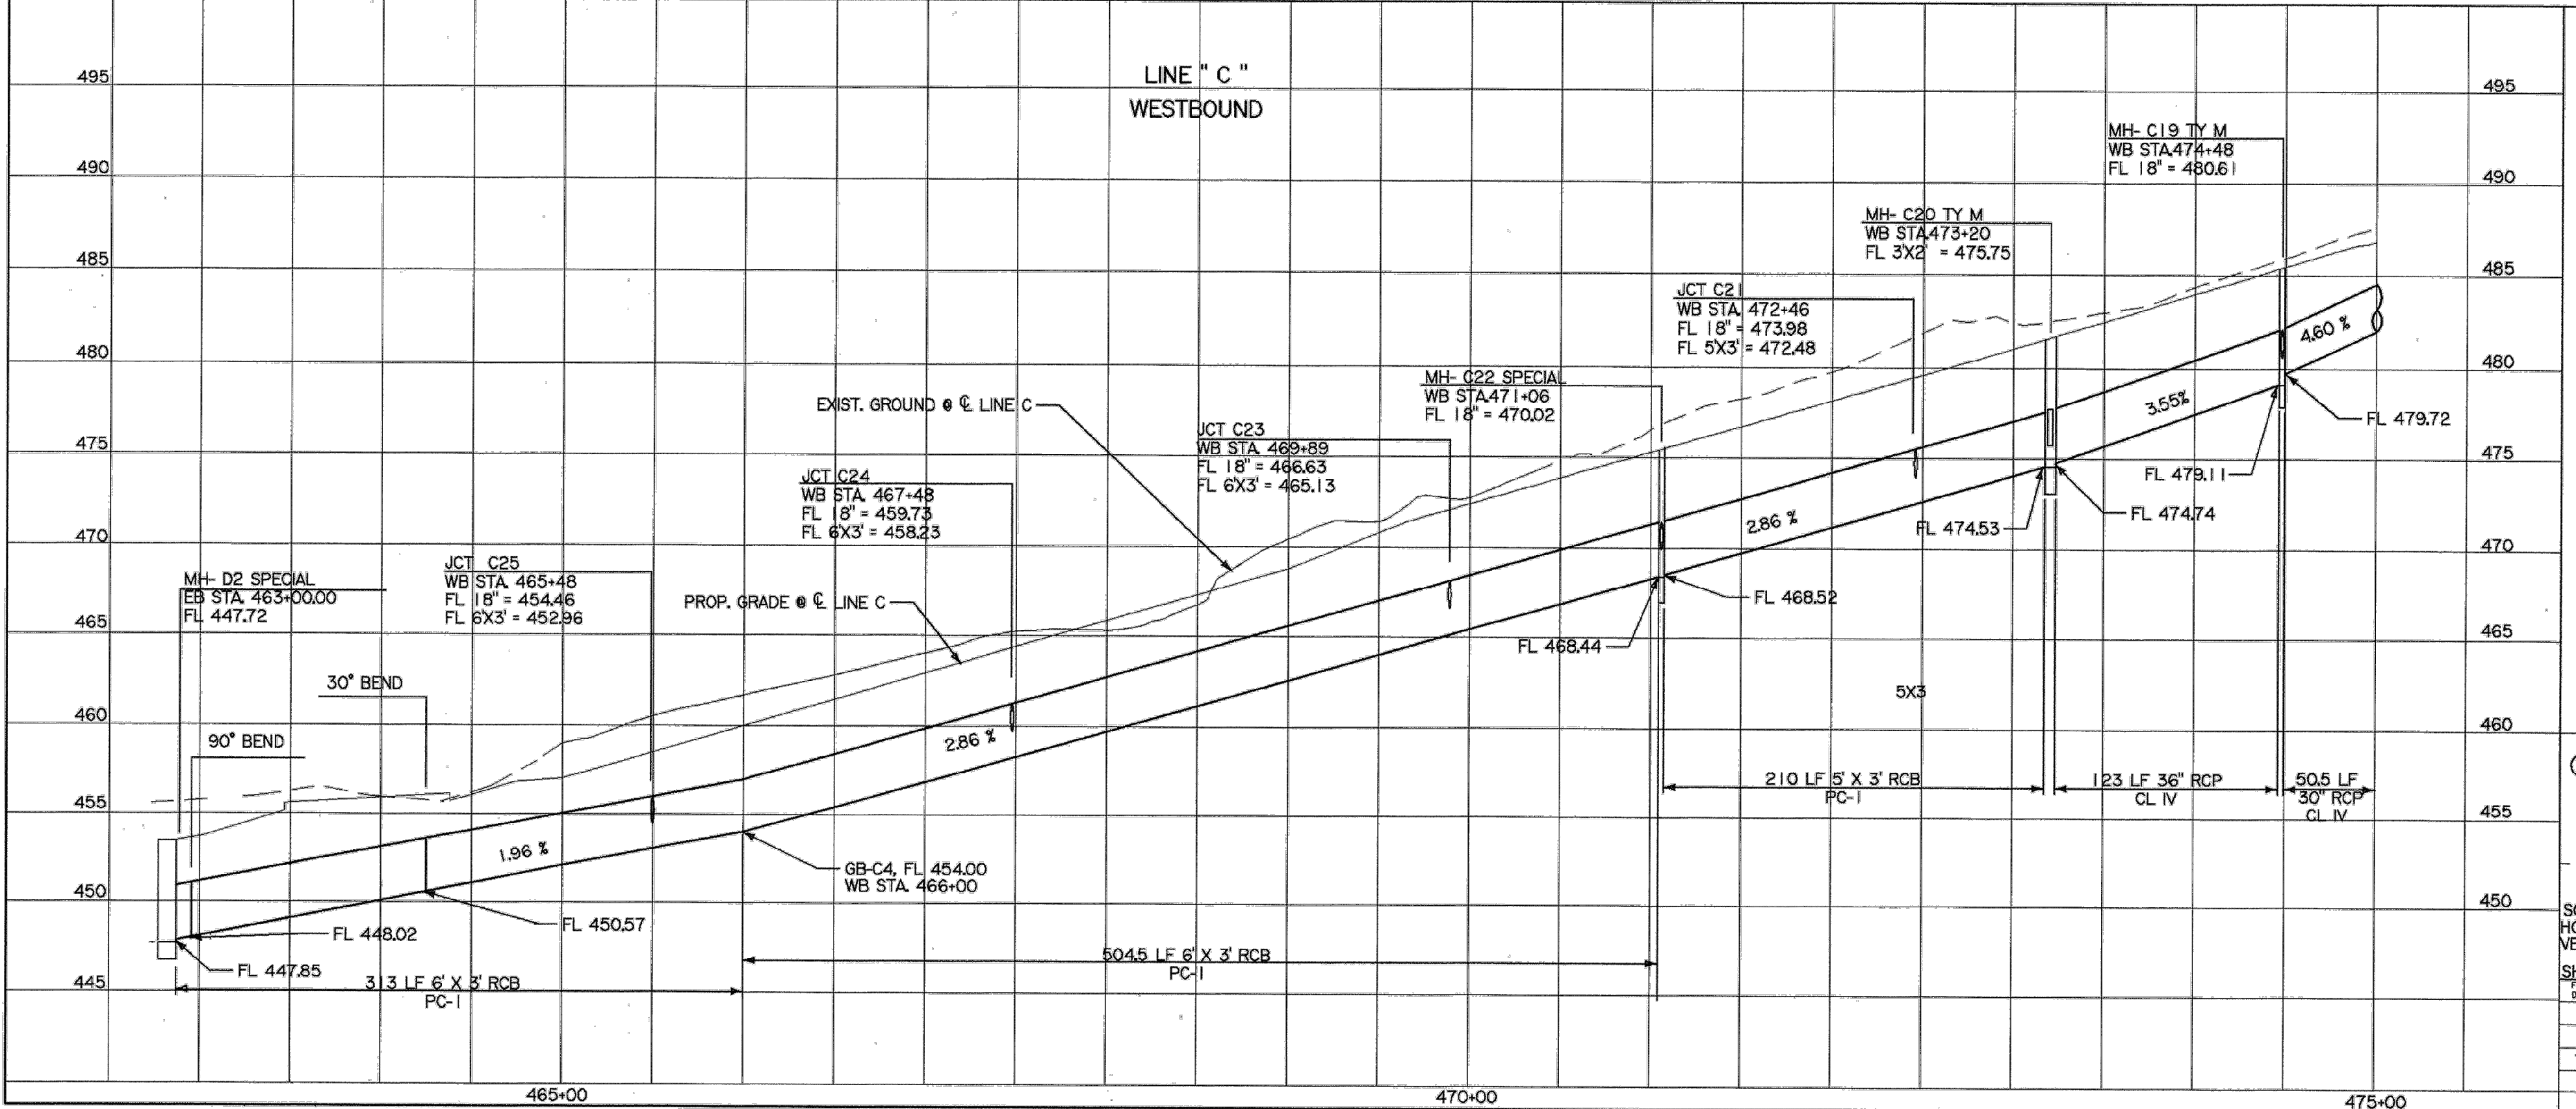 LINE " C "
WESTBOUND
495
490
485
480
475
470
465
460
455
450
445
495
490
485
480
475
470
465
460
455
450
MH- D2 SPECIAL
EB STA. 463+00.00
FL 447.72
90° BEND
30° BEND
JCT C25
WB STA. 465+48
FL 18" = 454.46
FL 6'X3' = 452.96
PROP. GRADE @ ℄ LINE C
EXIST. GROUND @ ℄ LINE C
JCT C24
WB STA. 467+48
FL 18" = 459.73
FL 6'X3' = 458.23
JCT C23
WB STA. 469+89
FL 18" = 466.63
FL 6'X3' = 465.13
MH- C22 SPECIAL
WB STA.471+06
FL 18" = 470.02
JCT C21
WB STA. 472+46
FL 18" = 473.98
FL 5'X3' = 472.48
MH- C20 TY M
WB STA.473+20
FL 3'X2' = 475.75
MH- C19 TY M
WB STA.474+48
FL 18" = 480.61
1.96 %
2.86 %
2.86 %
3.55%
4.60 %
FL 447.85
FL 448.02
FL 450.57
GB-C4, FL 454.00
WB STA. 466+00
FL 468.44
FL 468.52
FL 474.53
FL 474.74
FL 479.11
FL 479.72
5X3
313 LF 6' X 3' RCB
PC-1
504.5 LF 6' X 3' RCB
PC-1
210 LF 5' X 3' RCB
PC-1
123 LF 36" RCP
CL IV
50.5 LF
30" RCP
CL IV
465+00
470+00
475+00